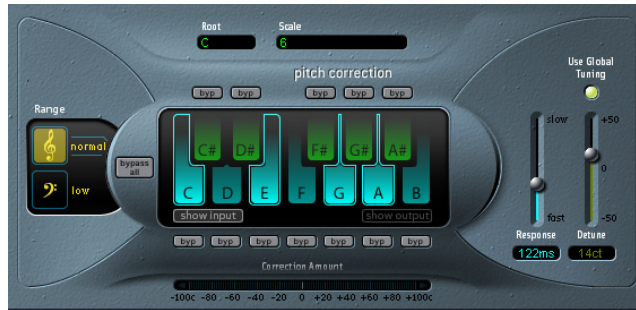 Root Scale
C 6
pitch correction
Use Global
Tuning
byp byp byp byp byp
Range
normal
low
bypass
all
C# D# F# G# A#
C D E F G A B
show input show output
byp byp byp byp byp byp byp
slow +50
0
fast -50
Response Detune
122ms 14ct
Correction Amount
-100c -80 -60 -40 -20 0 +20 +40 +60 +80 +100c